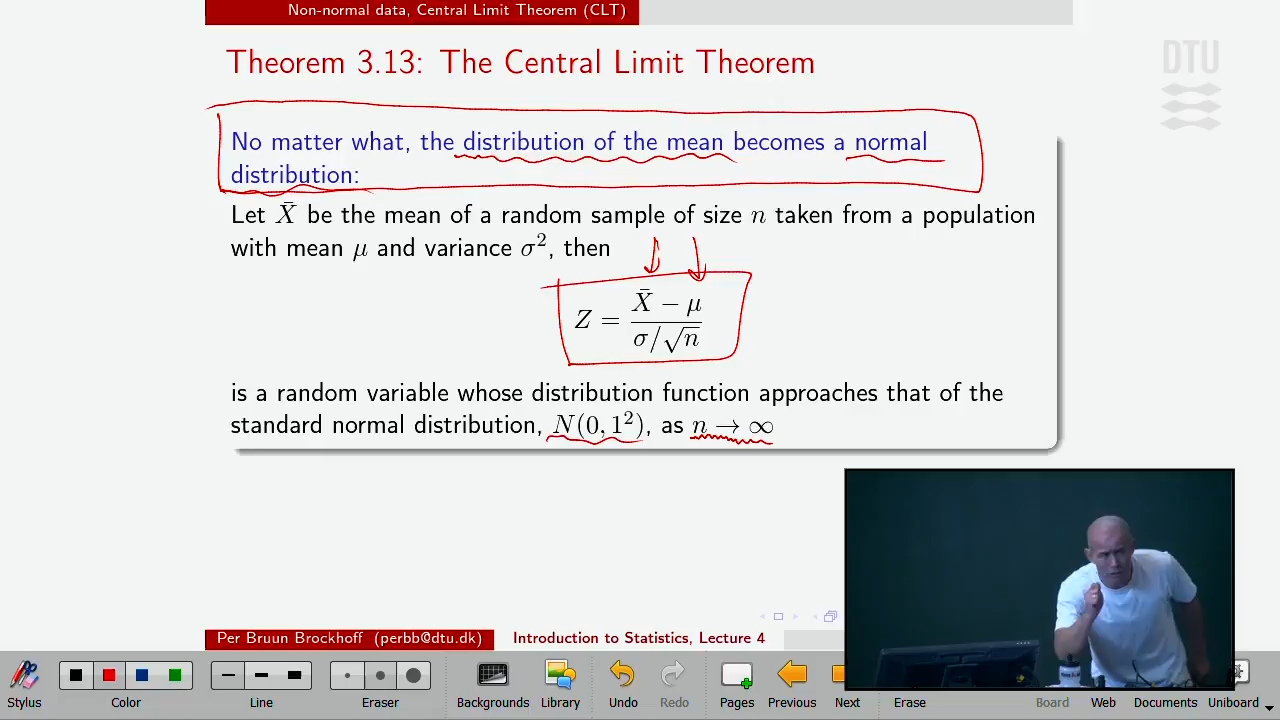 Non-normal data, Central Limit Theorem (CLT)
Theorem 3.13: The Central Limit Theorem
DTU
No matter what, the distribution of the mean becomes a normal
distribution:
Let X̄ be the mean of a random sample of size n taken from a population
with mean μ and variance σ², then
Z = (X̄ − μ) / (σ/√n)
is a random variable whose distribution function approaches that of the
standard normal distribution, N(0, 1²), as n → ∞
Per Bruun Brockhoff (perbb@dtu.dk) Introduction to Statistics, Lecture 4
Stylus Color Line Eraser Backgrounds Library Undo Redo Pages Previous Next Erase Board Web Documents Uniboard